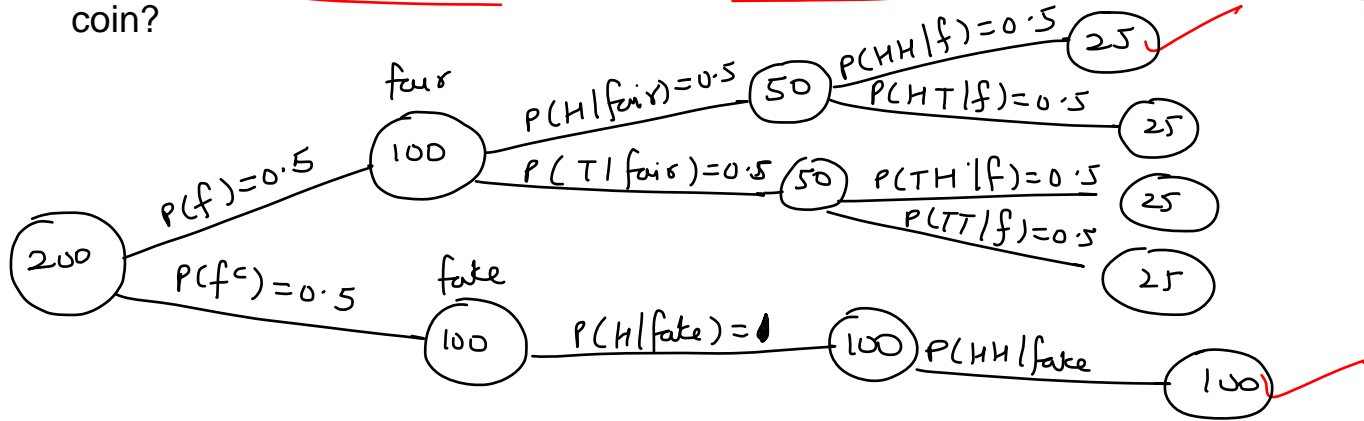 coin?
fair
fake
200
P(f)=0.5
P(fᶜ)=0.5
100
100
P(H|fair)=0.5
P(T|fair)=0.5
P(H|fake)=1
50
50
100
P(HH|f)=0.5
P(HT|f)=0.5
P(TH|f)=0.5
P(TT|f)=0.5
P(HH|fake
25
25
25
25
100